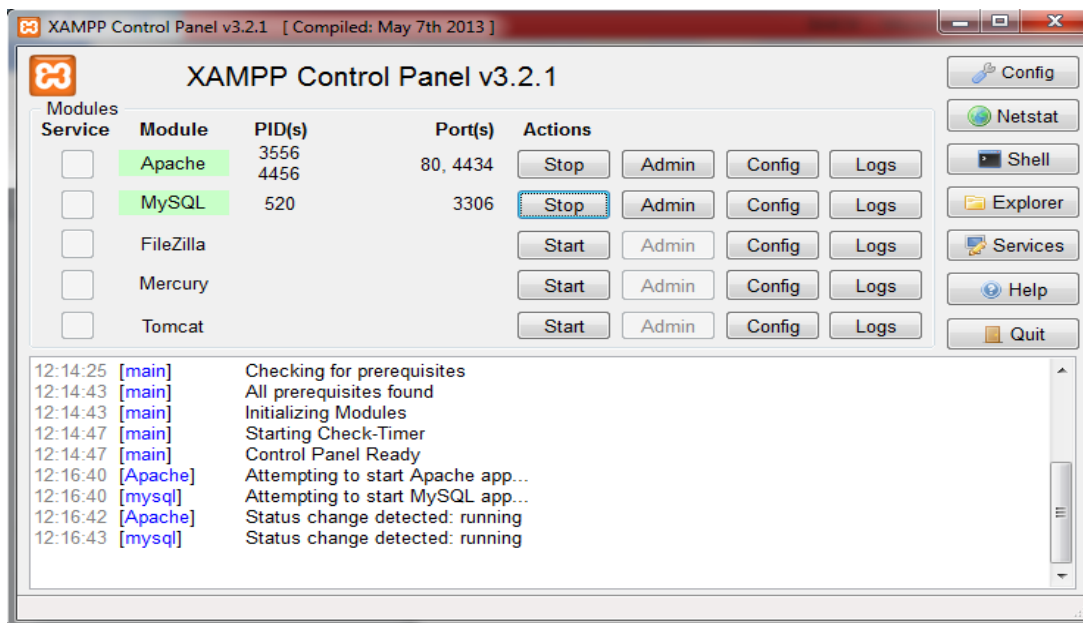 XAMPP Control Panel v3.2.1 [ Compiled: May 7th 2013 ]
XAMPP Control Panel v3.2.1
Config
Modules
Service Module PID(s) Port(s) Actions
Netstat
Apache 3556 4456 80, 4434 Stop Admin Config Logs
Shell
MySQL 520 3306 Stop Admin Config Logs
Explorer
FileZilla Start Admin Config Logs
Services
Mercury Start Admin Config Logs
Help
Tomcat Start Admin Config Logs
Quit
12:14:25 [main] Checking for prerequisites
12:14:43 [main] All prerequisites found
12:14:43 [main] Initializing Modules
12:14:47 [main] Starting Check-Timer
12:14:47 [main] Control Panel Ready
12:16:40 [Apache] Attempting to start Apache app...
12:16:40 [mysql] Attempting to start MySQL app...
12:16:42 [Apache] Status change detected: running
12:16:43 [mysql] Status change detected: running